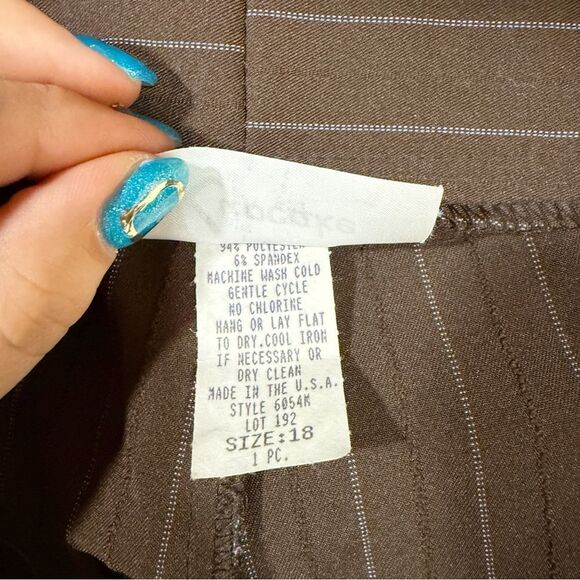 94% POLYESTER
6% SPANDEX
MACHINE WASH COLD
GENTLE CYCLE
NO CHLORINE
HANG OR LAY FLAT
TO DRY.COOL IRON
IF NECESSARY OR
DRY CLEAN
MADE IN THE U.S.A.
STYLE 6054K
LOT 192
SIZE:18
1 PC.